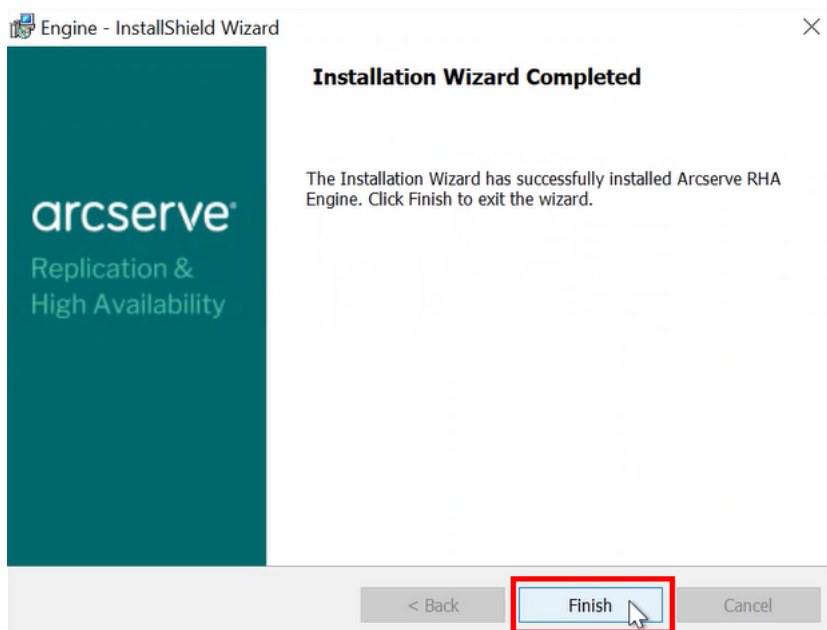 Engine - InstallShield Wizard
Installation Wizard Completed
The Installation Wizard has successfully installed Arcserve RHA
Engine. Click Finish to exit the wizard.
arcserve®
Replication &
High Availability
< Back
Finish
Cancel